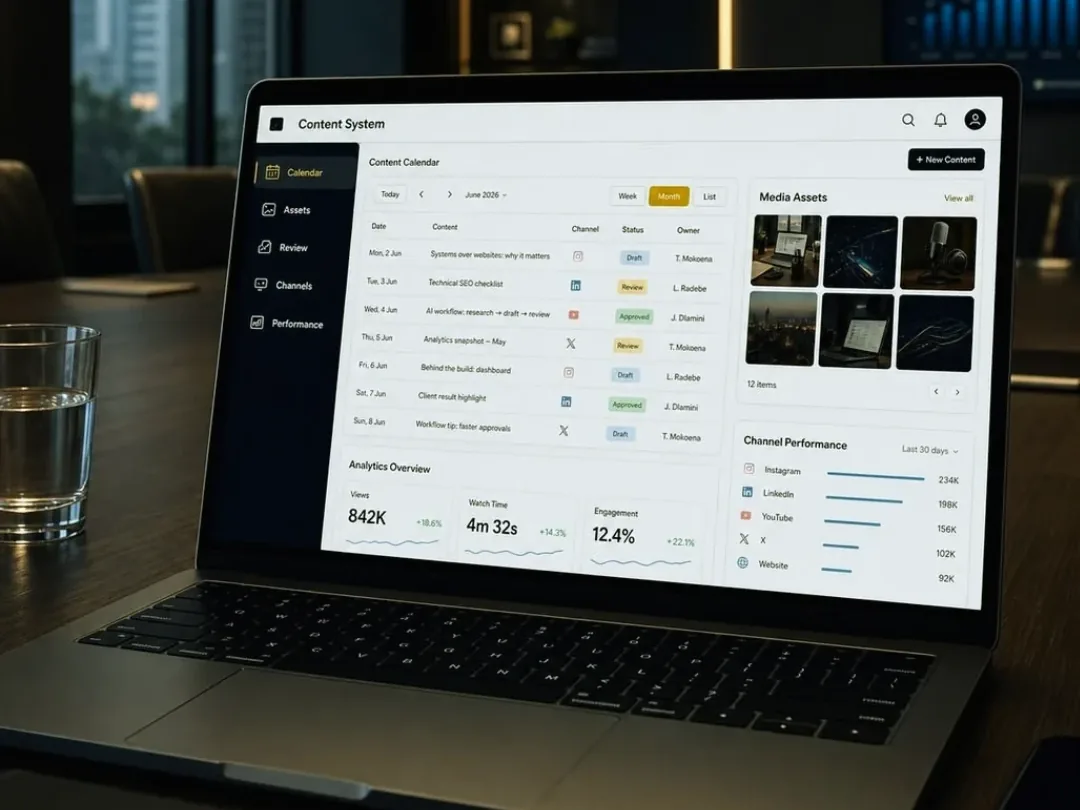 Content System
Calendar
Assets
Review
Channels
Performance
Content Calendar
+ New Content
Today
June 2026
Week
Month
List
Date Content Channel Status Owner
Mon, 2 Jun Systems over websites: why it matters Draft T. Mokoena
Tue, 3 Jun Technical SEO checklist Review L. Radebe
Wed, 4 Jun AI workflow: research → draft → review Approved J. Dlamini
Thu, 5 Jun Analytics snapshot – May Review T. Mokoena
Fri, 6 Jun Behind the build: dashboard Draft L. Radebe
Sat, 7 Jun Client result highlight Approved J. Dlamini
Sun, 8 Jun Workflow tip: faster approvals Draft T. Mokoena
Analytics Overview
Views
842K +18.6%
Watch Time
4m 32s +14.3%
Engagement
12.4% +22.1%
Media Assets View all
12 items
Channel Performance Last 30 days
Instagram 234K
LinkedIn 198K
YouTube 156K
X 102K
Website 92K